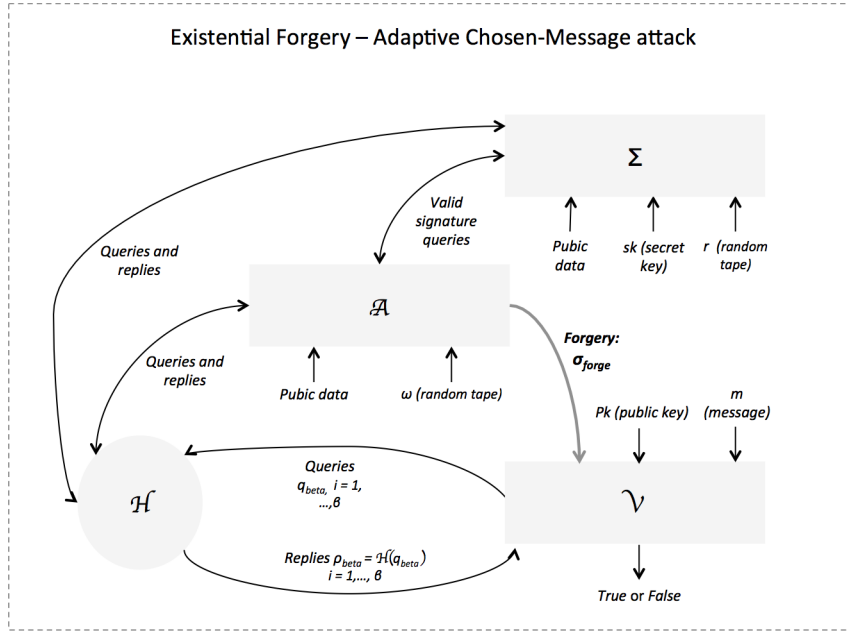 Existential Forgery – Adaptive Chosen-Message attack
Σ
Valid
signature
queries
Queries and
replies
Pubic
data
sk (secret
key)
r (random
tape)
𝒜
Forgery:
σforge
Queries and
replies
Pubic data
ω (random tape)
Pk (public key)
m
(message)
Queries
qbeta, i = 1,
...,β
ℋ
𝒱
Replies ρbeta = ℋ(qbeta)
i = 1,..., β
True or False